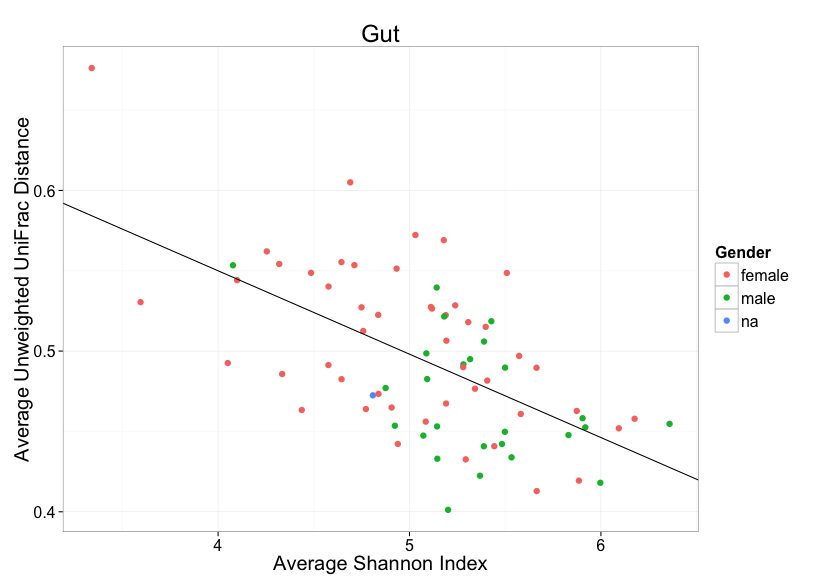 Gut
Average Unweighted UniFrac Distance
0.6
0.5
0.4
4 5 6
Average Shannon Index
Gender
female
male
na